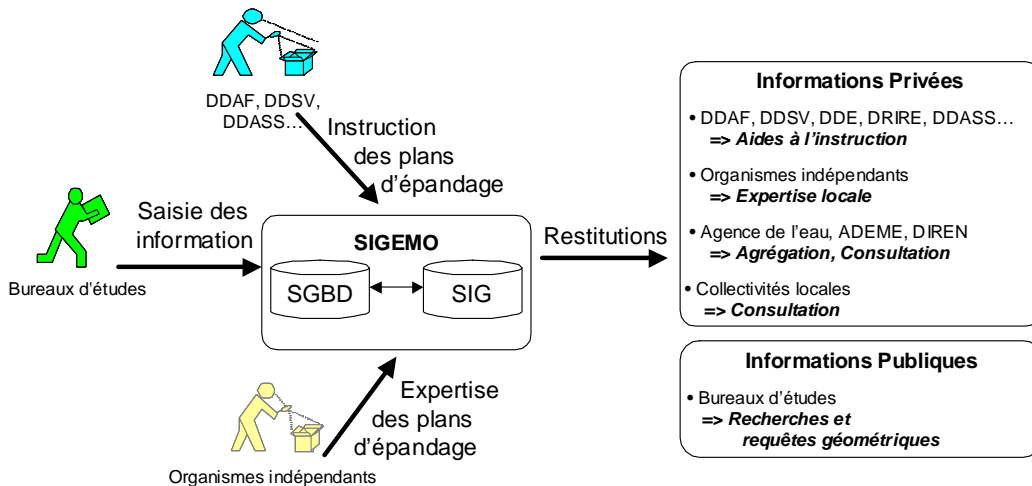 DDAF, DDSV,
DDASS…
Instruction
des plans
d'épandage
Saisie des
information
Bureaux d'études
SIGEMO
SGBD
SIG
Restitutions
Expertise
des plans
d'épandage
Organismes indépendants
Informations Privées
• DDAF, DDSV, DDE, DRIRE, DDASS…
=> Aides à l'instruction
• Organismes indépendants
=> Expertise locale
• Agence de l'eau, ADEME, DIREN
=> Agrégation, Consultation
• Collectivités locales
=> Consultation
Informations Publiques
• Bureaux d'études
=> Recherches et
requêtes géométriques